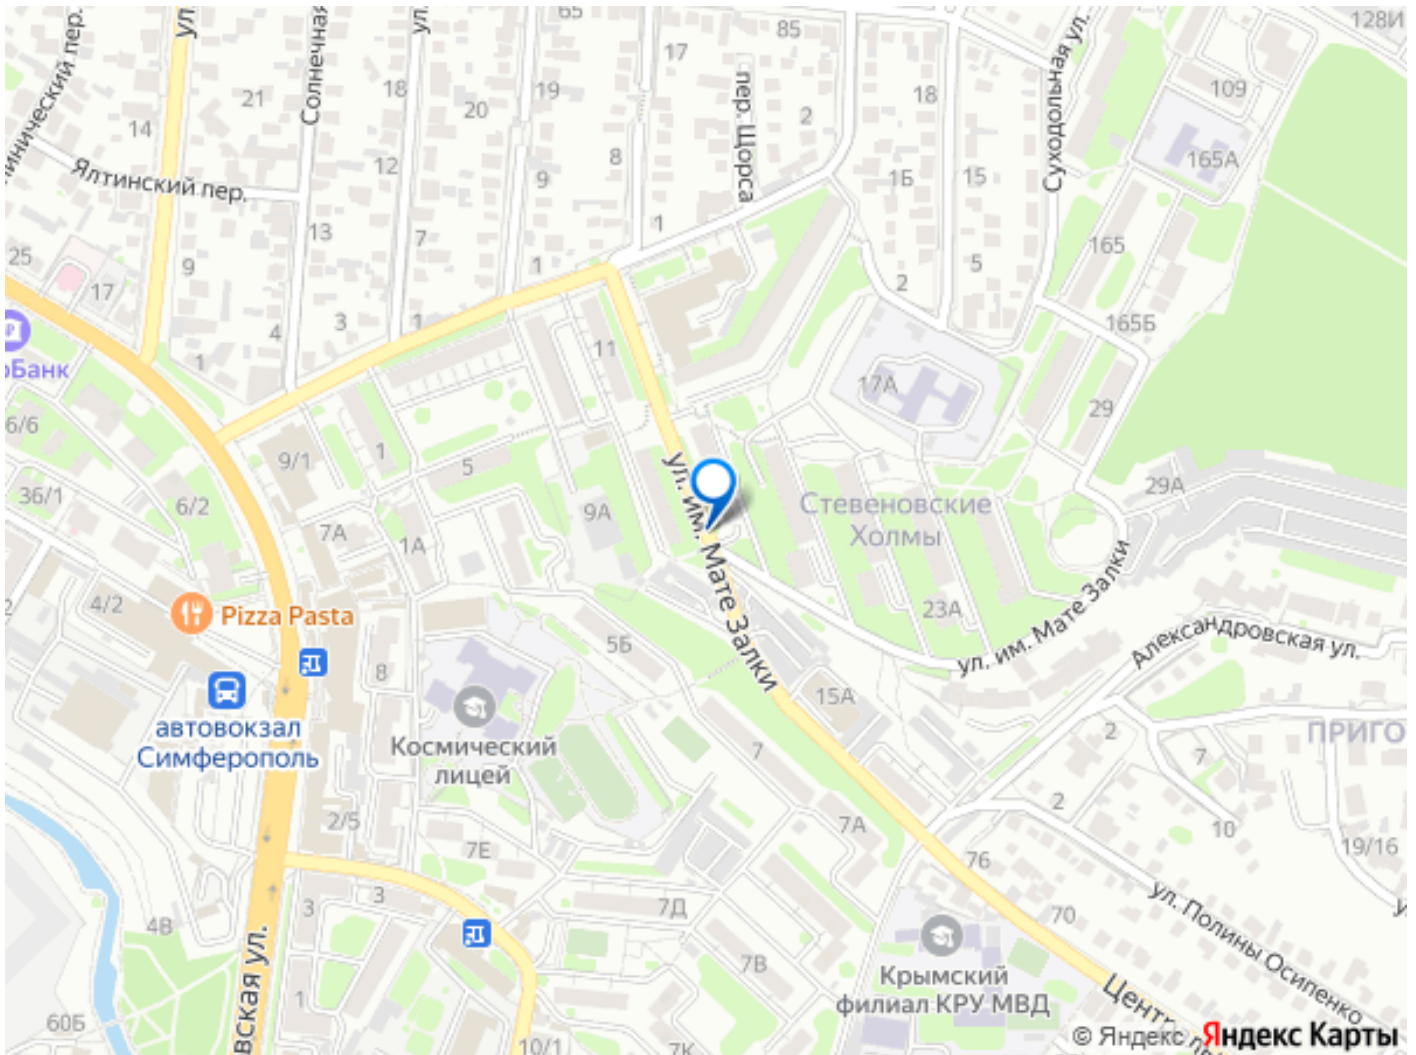 65
85
128И
ул.
Солнечная
ул.
17
пер. Щорса
Суходольная ул.
21
18
19
20
2
18
109
14
165А
Ялтинский пер.
12
8
9
1Б
15
25
13
7
1
165
9
17
1
2
5
4
3
1
165Б
1
11
17А
29
6/6
9/1
1
5
36/1
6/2
7А
1А
9А
ул. им. Мате Залки
Стевеновские
Холмы
29А
4/2
Pizza Pasta
23А
ул. им. Мате Залки
Александровская ул.
5Б
8
15А
автовокзал
Симферополь
Космический
лицей
7
2
7
2/5
7Е
7А
2
10
19/16
76
3
3
7Д
70
ул. Полины Осипенко
4В
7В
Крымский
филиал КРУ МВД
1
60Б
10/1
7К
© Яндекс Яндекс Карты